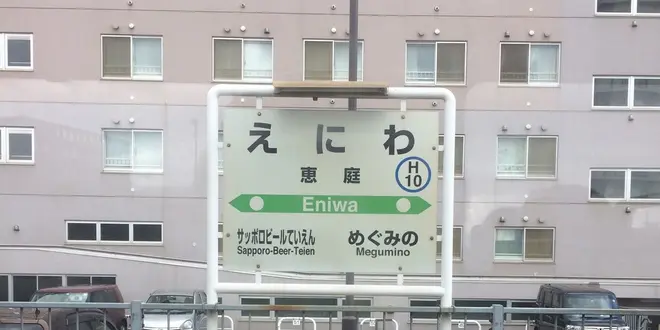 えにわ
恵庭
H
10
Eniwa
サッポロビールていえん めぐみの
Sapporo-Beer-Teien Megumino